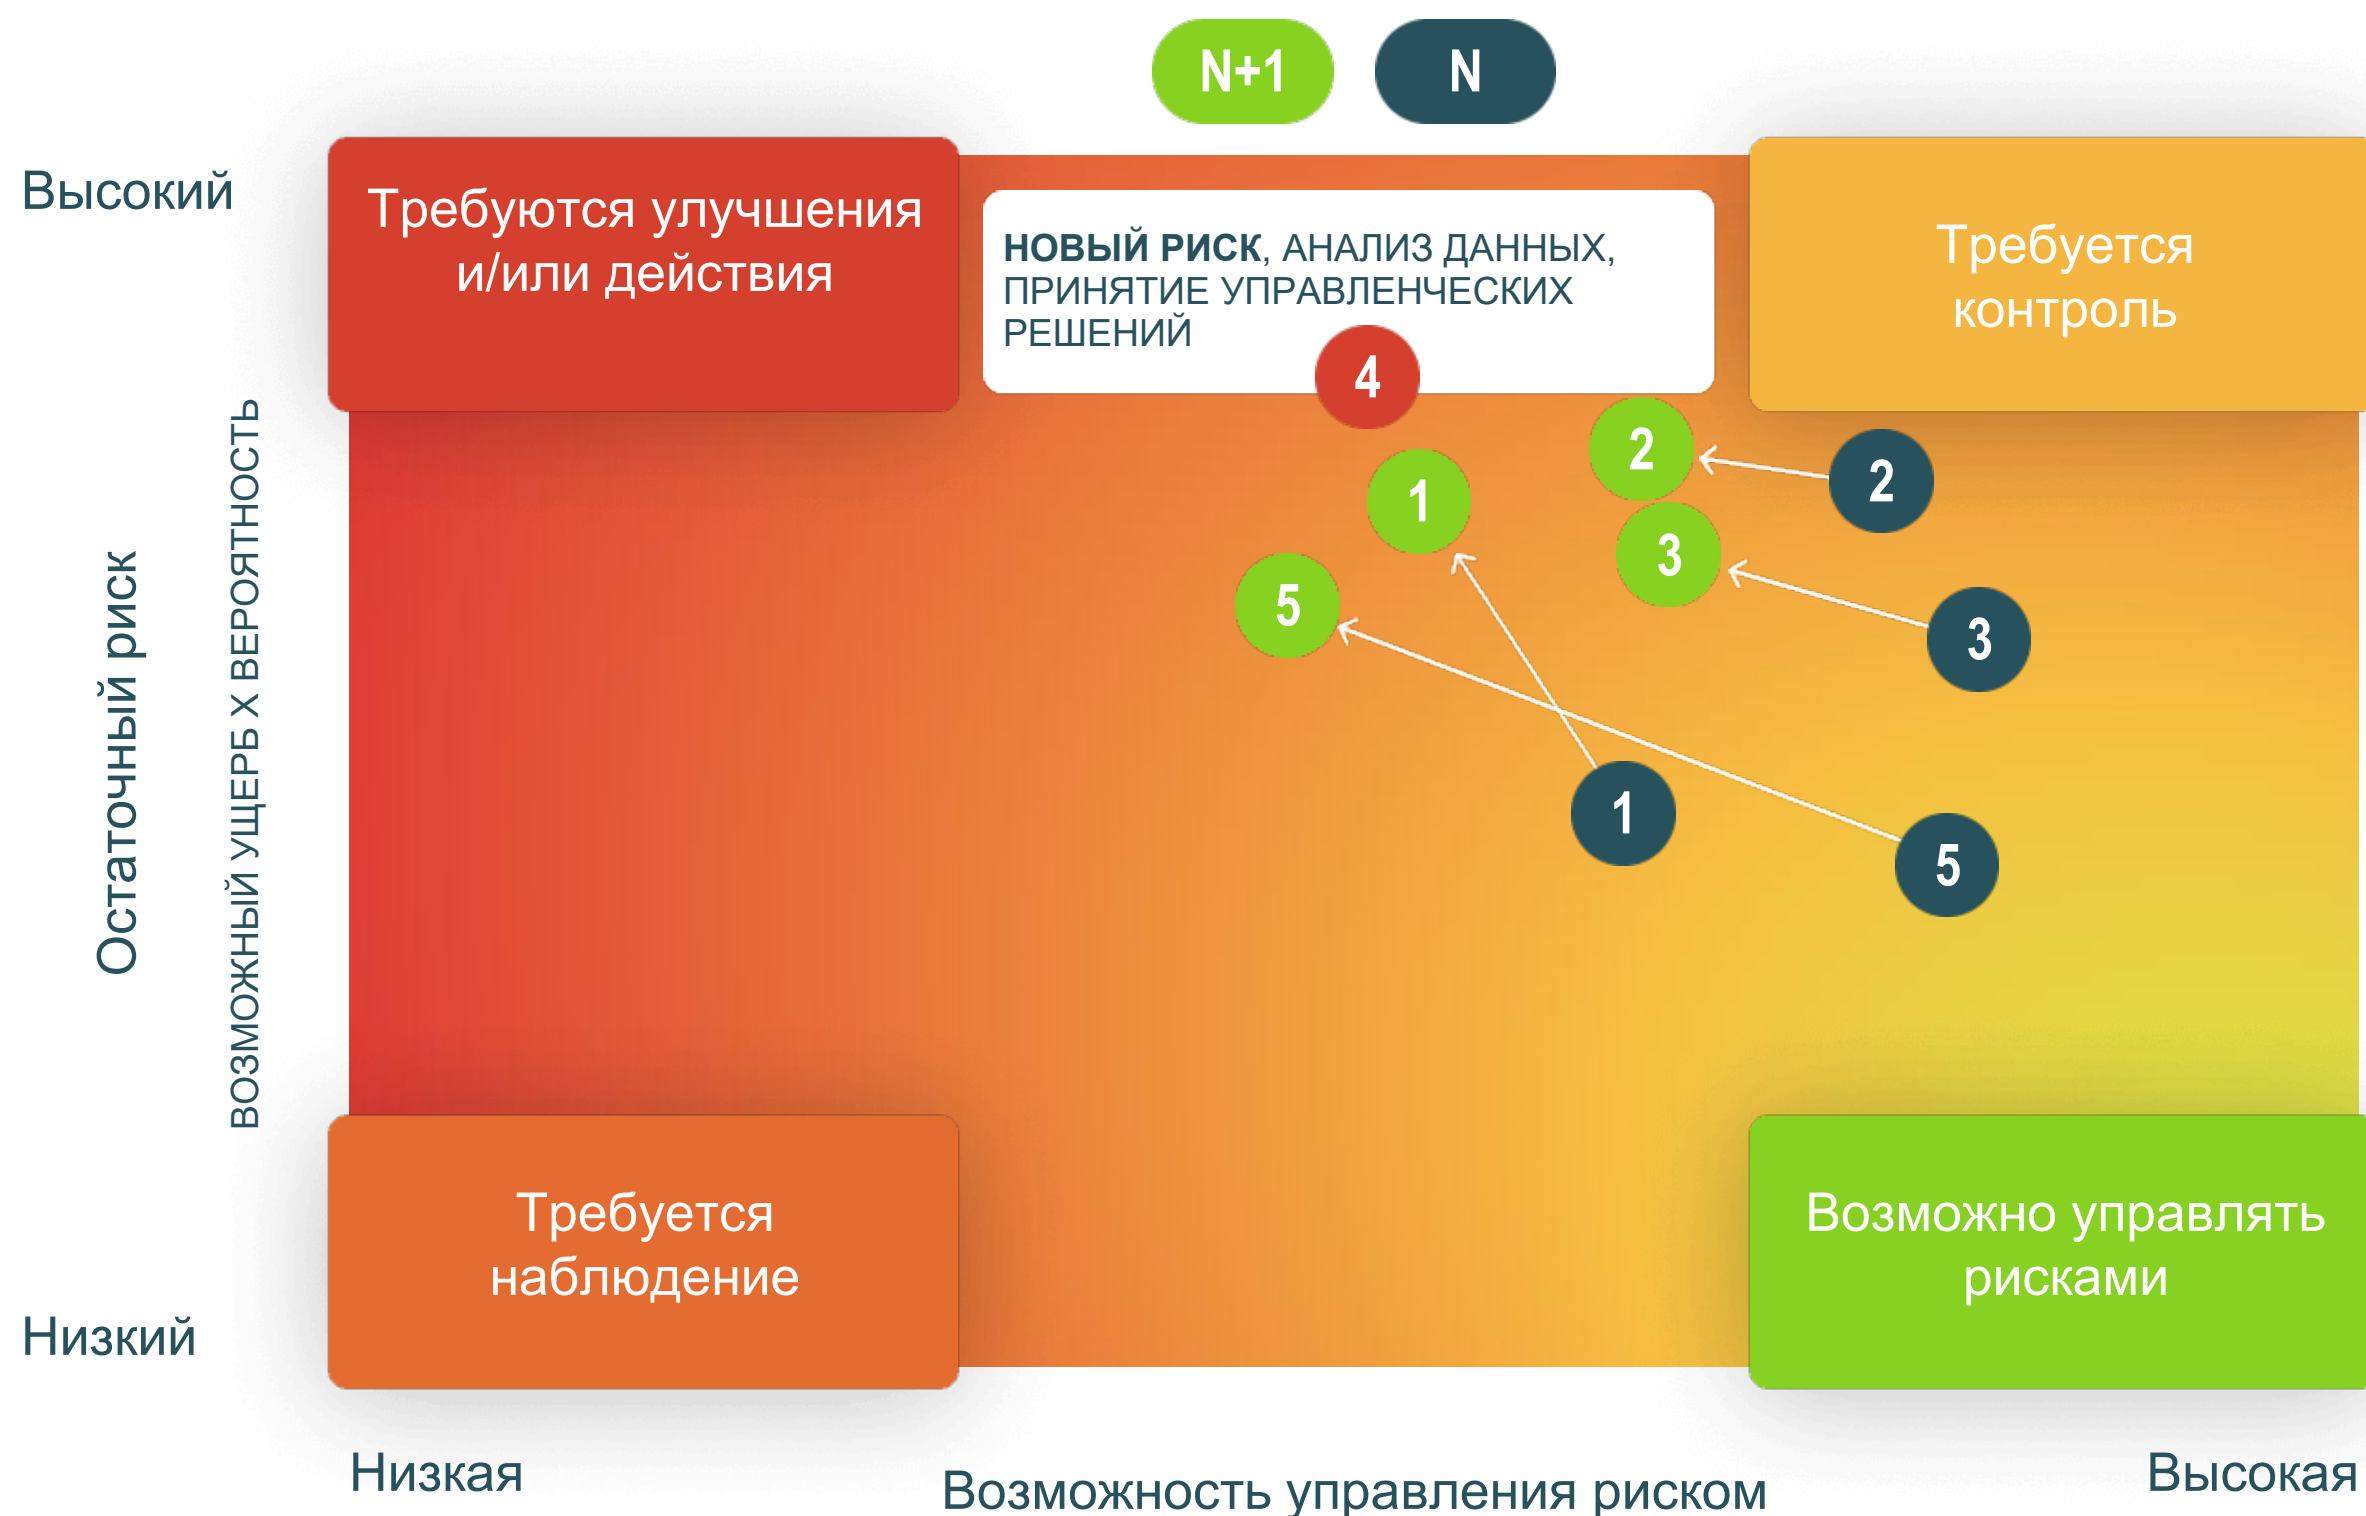 N+1
N
Высокий
Требуются улучшения
и/или действия
НОВЫЙ РИСК, АНАЛИЗ ДАННЫХ,
ПРИНЯТИЕ УПРАВЛЕНЧЕСКИХ
РЕШЕНИЙ
Требуется
контроль
4
2
2
1
3
5
3
1
5
Остаточный риск
ВОЗМОЖНЫЙ УЩЕРБ X ВЕРОЯТНОСТЬ
Требуется
наблюдение
Возможно управлять
рисками
Низкий
Низкая
Возможность управления риском
Высокая